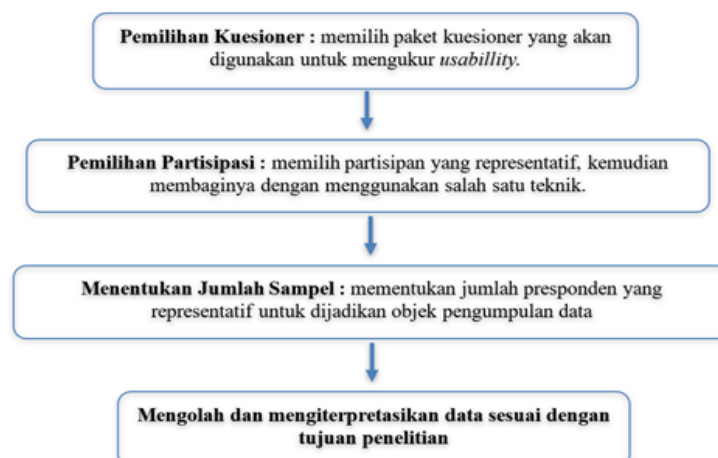 Pemilihan Kuesioner : memilih paket kuesioner yang akan
digunakan untuk mengukur usabillity.
Pemilihan Partisipasi : memilih partisipan yang representatif, kemudian
membaginya dengan menggunakan salah satu teknik.
Menentukan Jumlah Sampel : mementukan jumlah presponden yang
representatif untuk dijadikan objek pengumpulan data
Mengolah dan mengiterpretasikan data sesuai dengan
tujuan penelitian